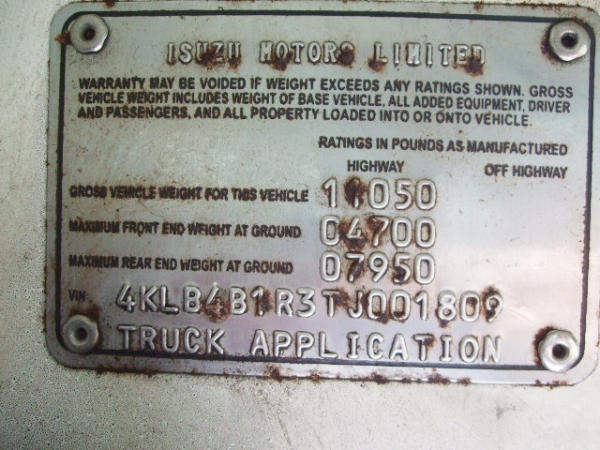 ISUZU MOTORS LIMITED
WARRANTY MAY BE VOIDED IF WEIGHT EXCEEDS ANY RATINGS SHOWN. GROSS
VEHICLE WEIGHT INCLUDES WEIGHT OF BASE VEHICLE, ALL ADDED EQUIPMENT, DRIVER
AND PASSENGERS, AND ALL PROPERTY LOADED INTO OR ONTO VEHICLE.
RATINGS IN POUNDS AS MANUFACTURED
HIGHWAY OFF HIGHWAY
GROSS VEHICLE WEIGHT FOR THIS VEHICLE 11050
MAXIMUM FRONT END WEIGHT AT GROUND 04700
MAXIMUM REAR END WEIGHT AT GROUND 07950
VIN 4KLB4B1R3TJ001809
TRUCK APPLICATION